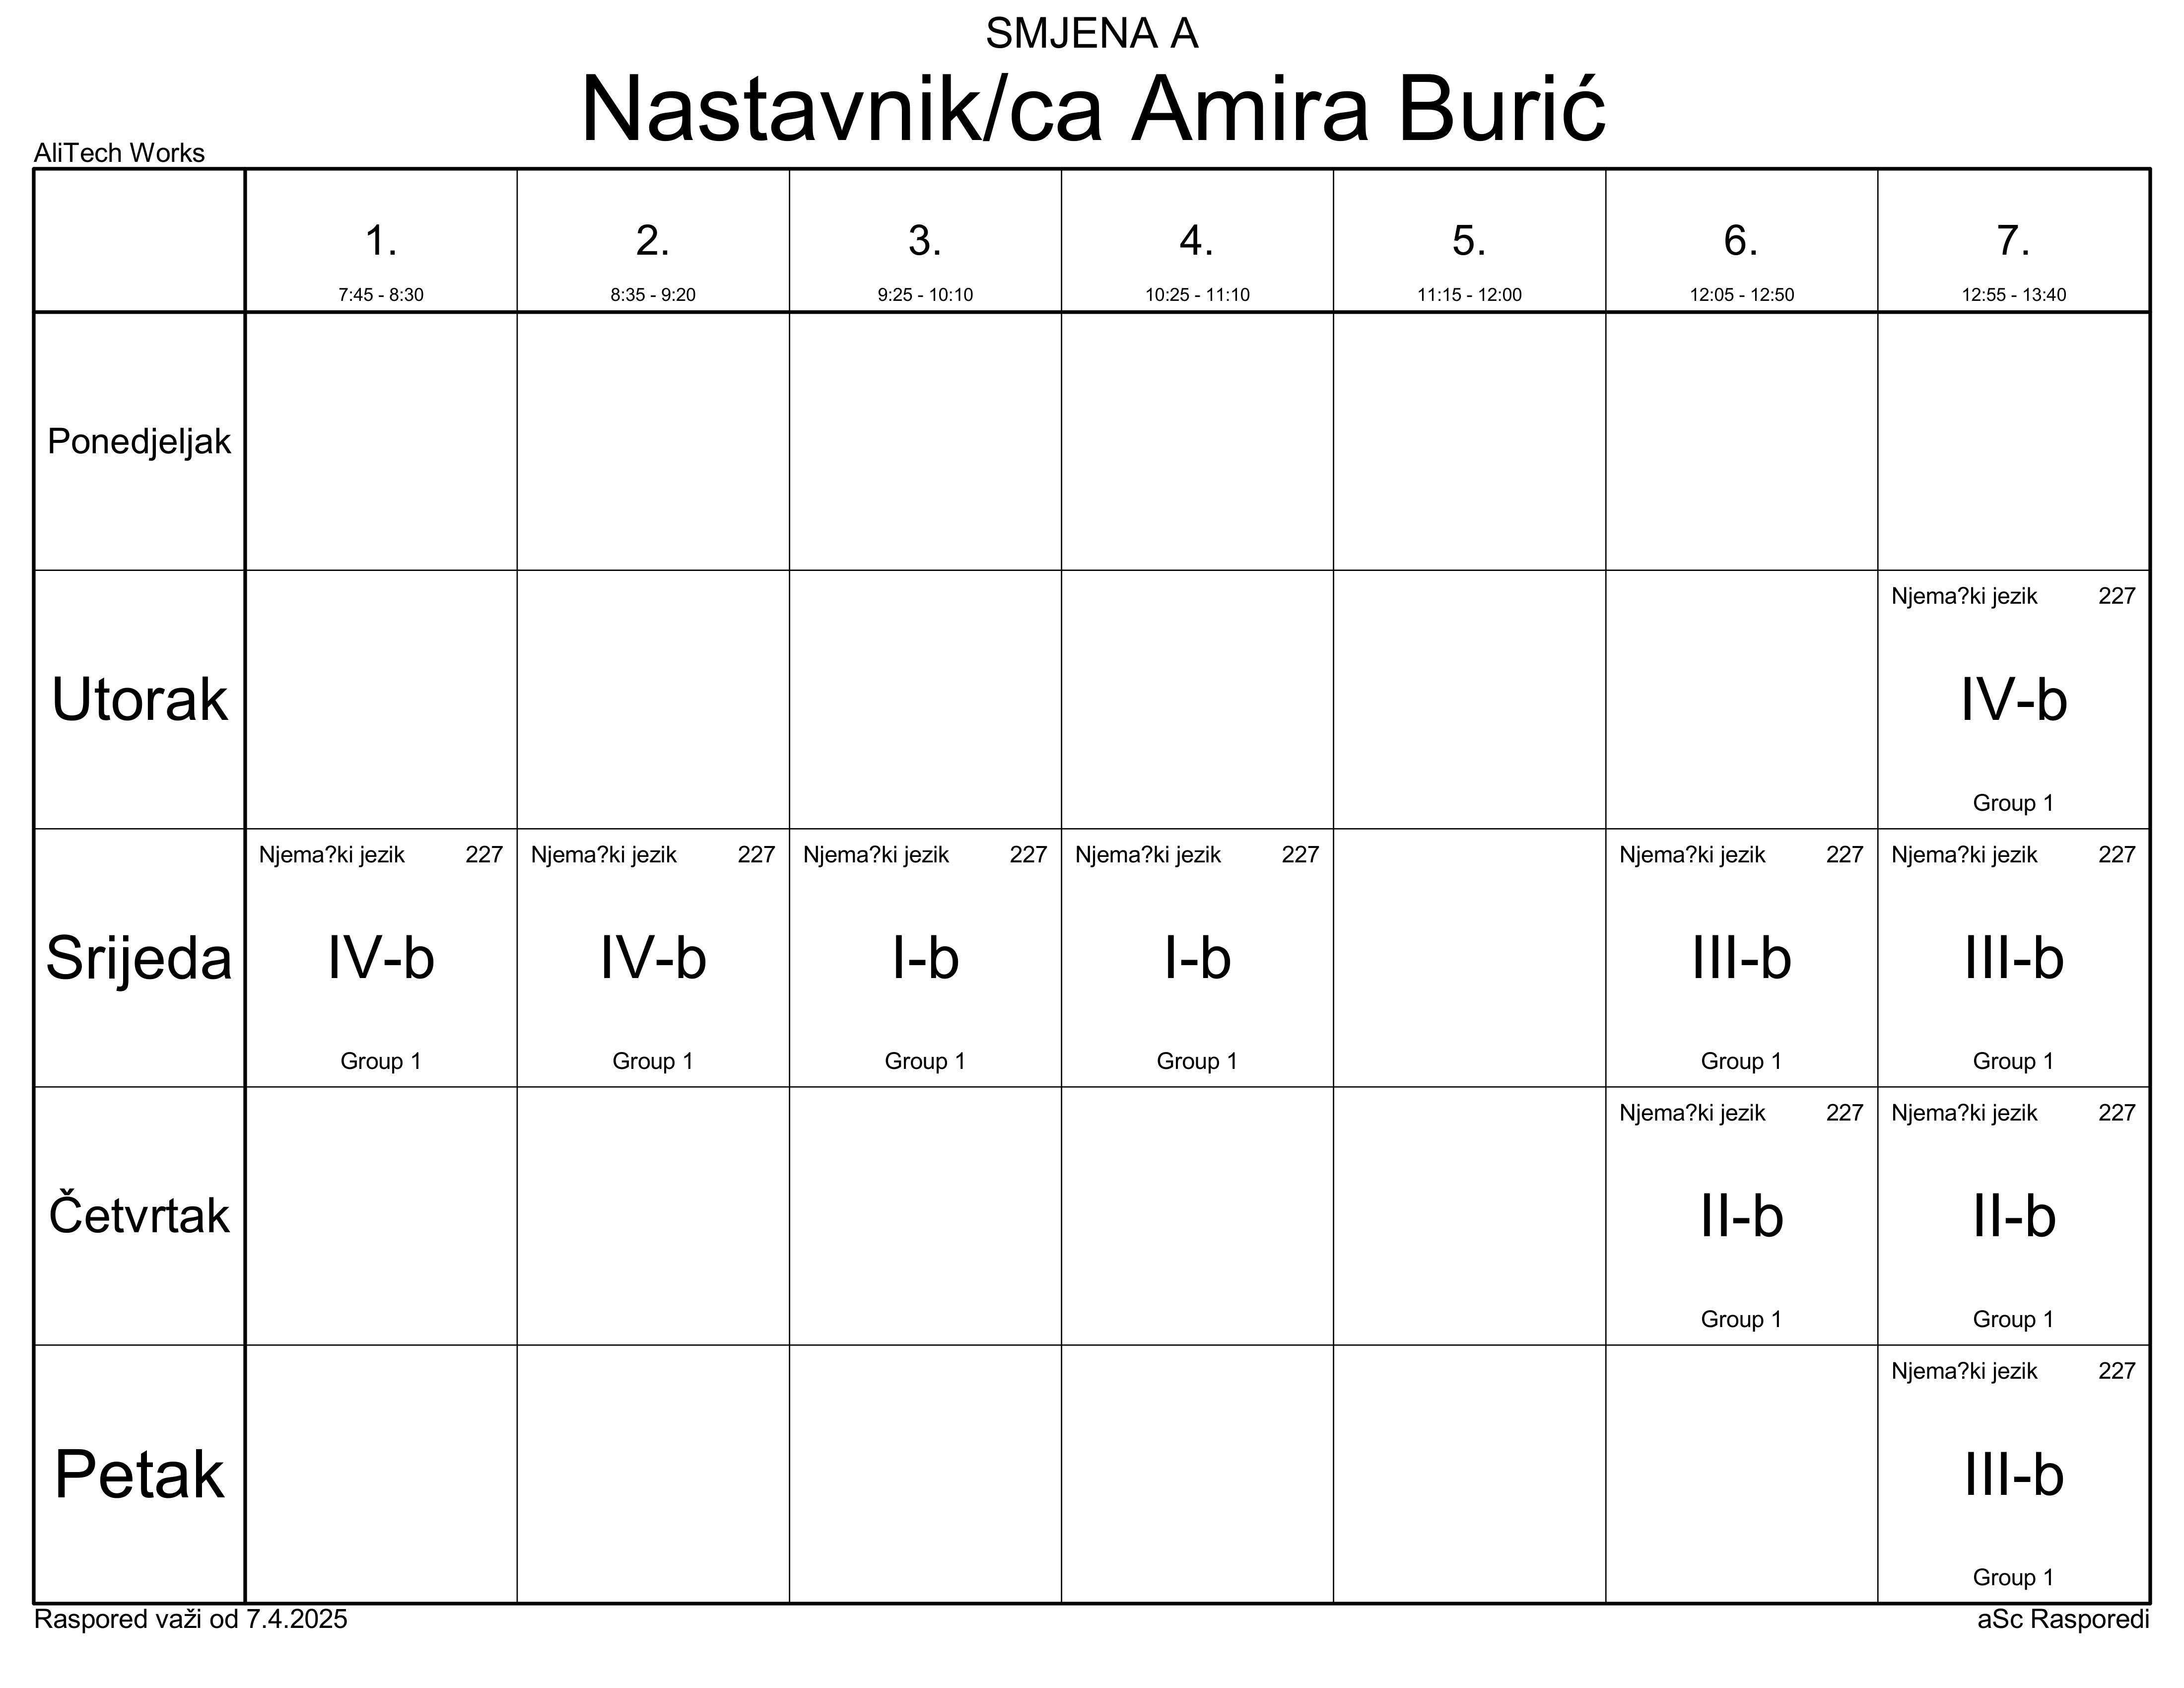 SMJENA A
Nastavnik/ca Amira Burić
AliTech Works
1. 2. 3. 4. 5. 6. 7.
7:45 - 8:30 8:35 - 9:20 9:25 - 10:10 10:25 - 11:10 11:15 - 12:00 12:05 - 12:50 12:55 - 13:40
Ponedjeljak
Njema?ki jezik 227
Utorak IV-b
Group 1
Njema?ki jezik 227 Njema?ki jezik 227 Njema?ki jezik 227 Njema?ki jezik 227 Njema?ki jezik 227 Njema?ki jezik 227
Srijeda IV-b IV-b I-b I-b III-b III-b
Group 1 Group 1 Group 1 Group 1 Group 1 Group 1
Njema?ki jezik 227 Njema?ki jezik 227
Četvrtak II-b II-b
Group 1 Group 1
Njema?ki jezik 227
Petak III-b
Group 1
Raspored važi od 7.4.2025 aSc Rasporedi